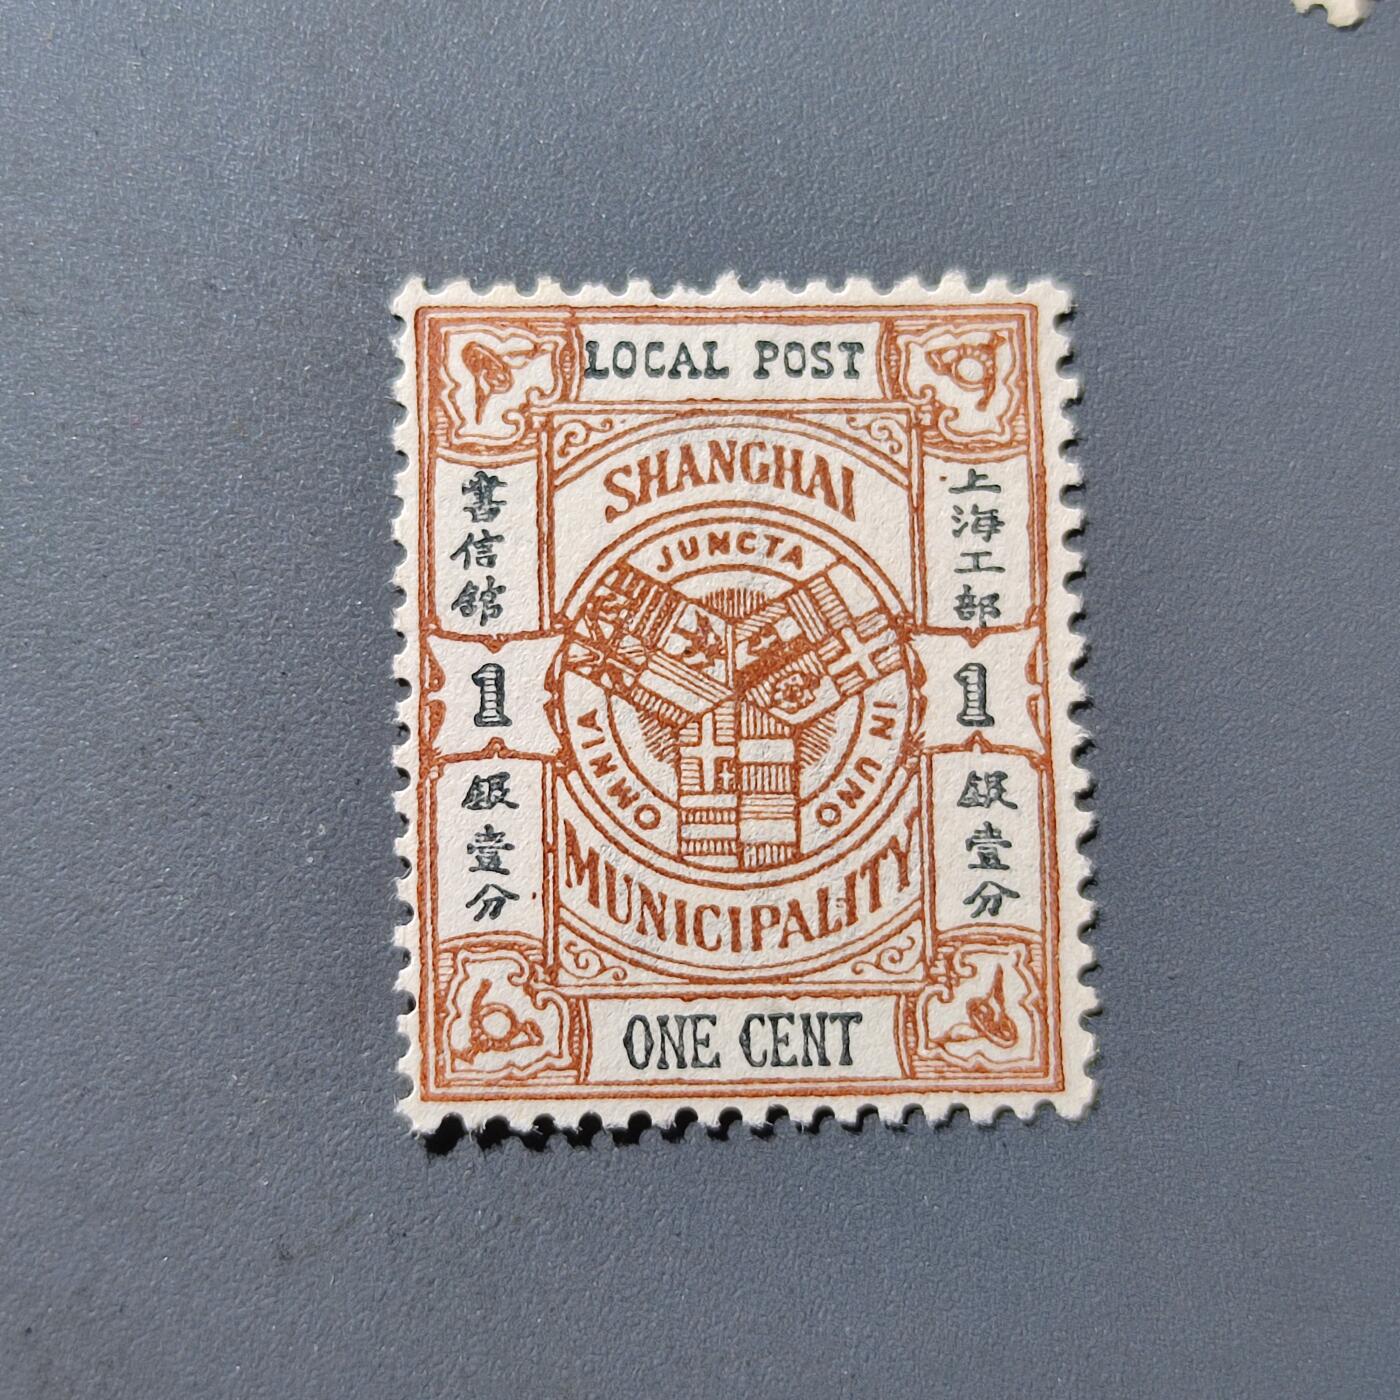 LOCAL POST
SHANGHAI
JUNCTA
IN UNO
OMNIA
MUNICIPALITY
上海工部
書信館
1
1
銀壹分
銀壹分
ONE CENT